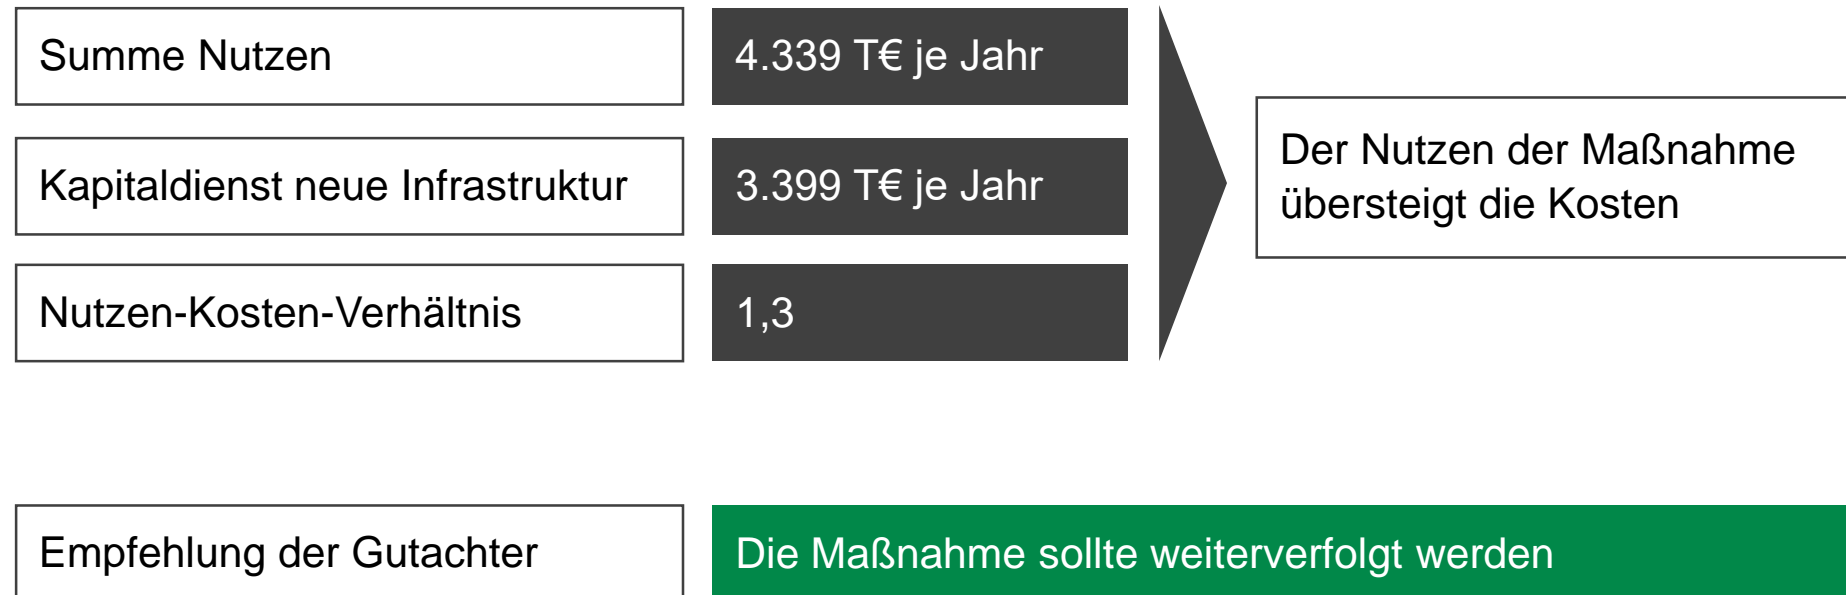 Summe Nutzen
4.339 T€ je Jahr
Kapitaldienst neue Infrastruktur
3.399 T€ je Jahr
Nutzen-Kosten-Verhältnis
1,3
Der Nutzen der Maßnahme
übersteigt die Kosten
Empfehlung der Gutachter
Die Maßnahme sollte weiterverfolgt werden